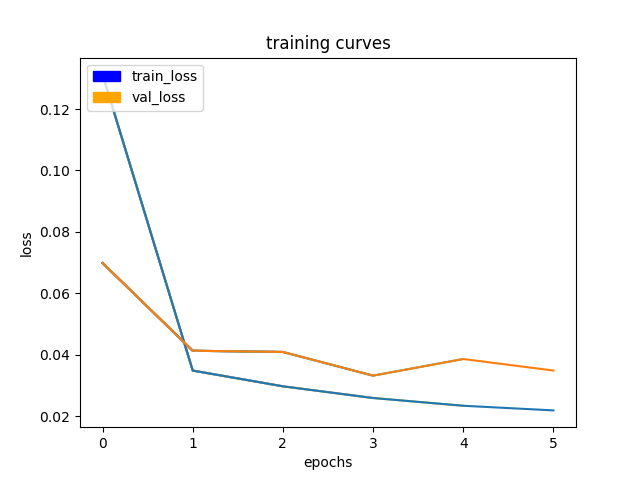 training curves
train_loss
val_loss
0.12
0.10
0.08
0.06
0.04
0.02
loss
0 1 2 3 4 5
epochs